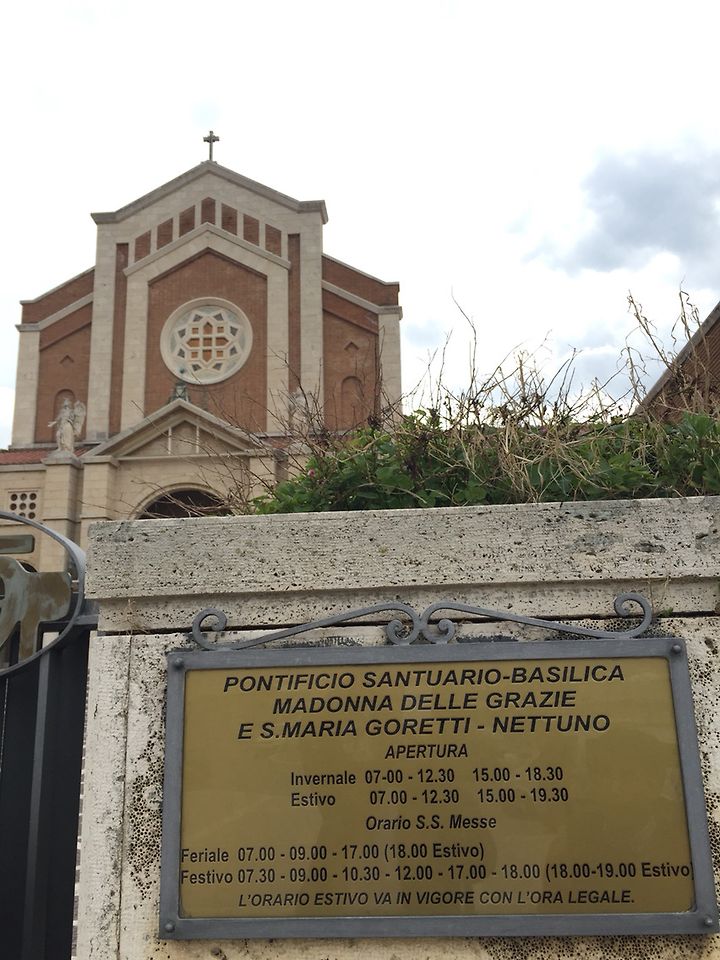 PONTIFICIO SANTUARIO-BASILICA
MADONNA DELLE GRAZIE
E S.MARIA GORETTI - NETTUNO
APERTURA
Invernale 07-00 - 12.30 15.00 - 18.30
Estivo 07.00 - 12.30 15.00 - 19.30
Orario S.S. Messe
Feriale 07.00 - 09.00 - 17.00 (18.00 Estivo)
Festivo 07.30 - 09.00 - 10.30 - 12.00 - 17.00 - 18.00 (18.00-19.00 Estivo)
L'ORARIO ESTIVO VA IN VIGORE CON L'ORA LEGALE.